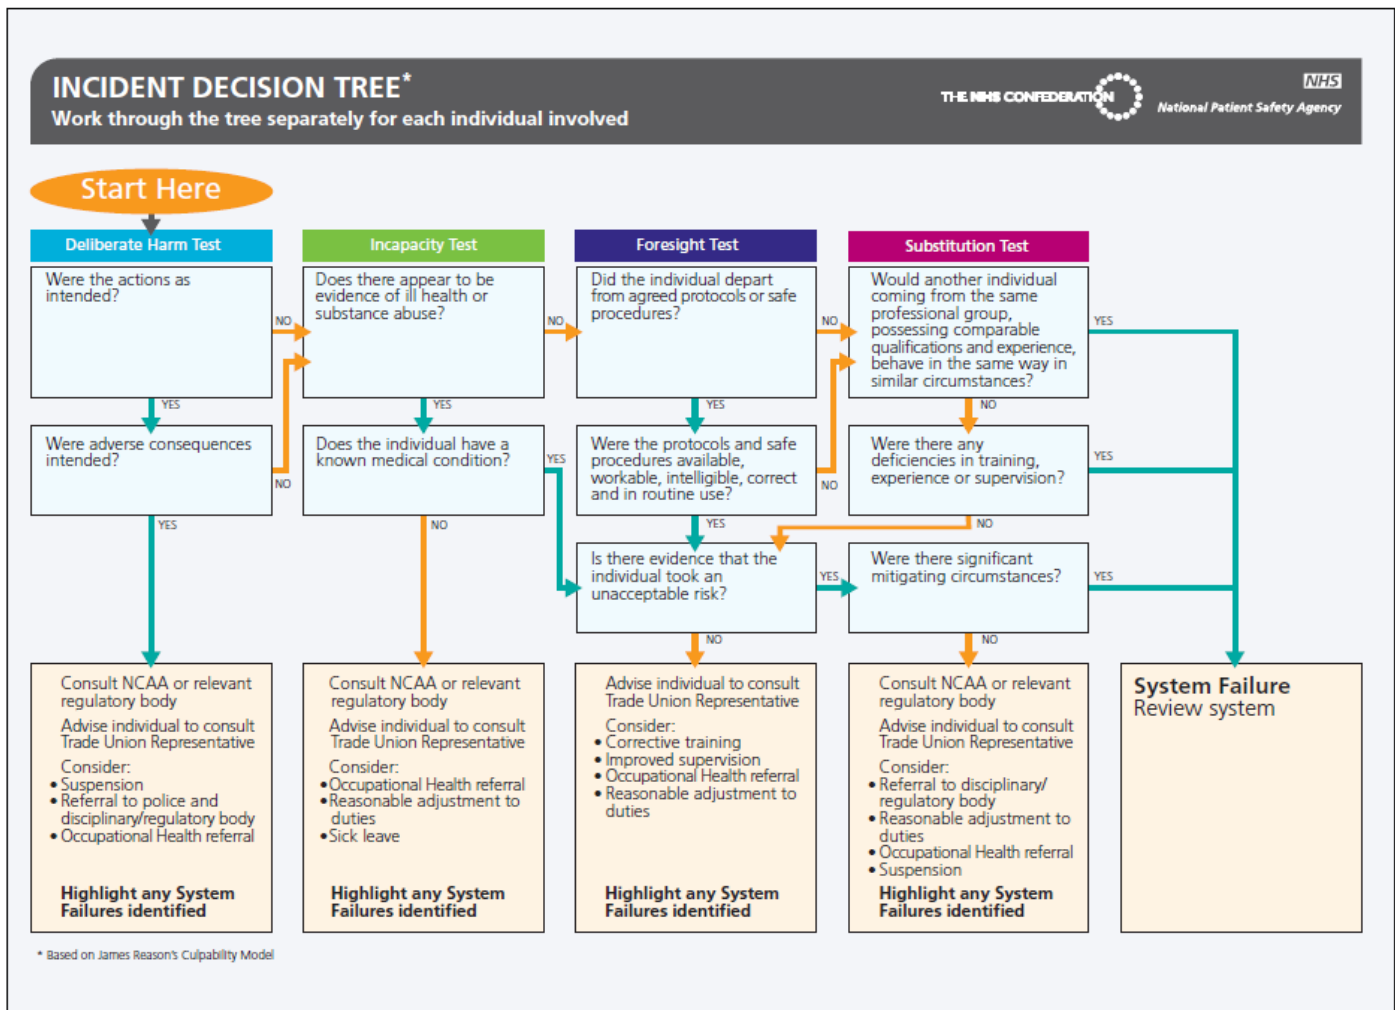 INCIDENT DECISION TREE*
Work through the tree separately for each individual involved
THE NHS CONFEDERATION
NHS
National Patient Safety Agency
Start Here
Deliberate Harm Test
Incapacity Test
Foresight Test
Substitution Test
Were the actions as
intended?
NO
YES
Does there appear to be
evidence of ill health or
substance abuse?
NO
YES
Did the individual depart
from agreed protocols or safe
procedures?
NO
YES
Would another individual
coming from the same
professional group,
possessing comparable
qualifications and experience,
behave in the same way in
similar circumstances?
YES
NO
Were adverse consequences
intended?
NO
YES
Does the individual have a
known medical condition?
YES
NO
Were the protocols and safe
procedures available,
workable, intelligible, correct
and in routine use?
NO
YES
Were there any
deficiencies in training,
experience or supervision?
YES
NO
Is there evidence that the
individual took an
unacceptable risk?
YES
NO
Were there significant
mitigating circumstances?
YES
NO
Consult NCAA or relevant
regulatory body
Advise individual to consult
Trade Union Representative
Consider:
• Suspension
• Referral to police and
disciplinary/regulatory body
• Occupational Health referral
Highlight any System
Failures identified
Consult NCAA or relevant
regulatory body
Advise individual to consult
Trade Union Representative
Consider:
• Occupational Health referral
• Reasonable adjustment to
duties
• Sick leave
Highlight any System
Failures identified
Advise individual to consult
Trade Union Representative
Consider:
• Corrective training
• Improved supervision
• Occupational Health referral
• Reasonable adjustment to
duties
Highlight any System
Failures identified
Consult NCAA or relevant
regulatory body
Advise individual to consult
Trade Union Representative
Consider:
• Referral to disciplinary/
regulatory body
• Reasonable adjustment to
duties
• Occupational Health referral
• Suspension
Highlight any System
Failures identified
System Failure
Review system
* Based on James Reason's Culpability Model